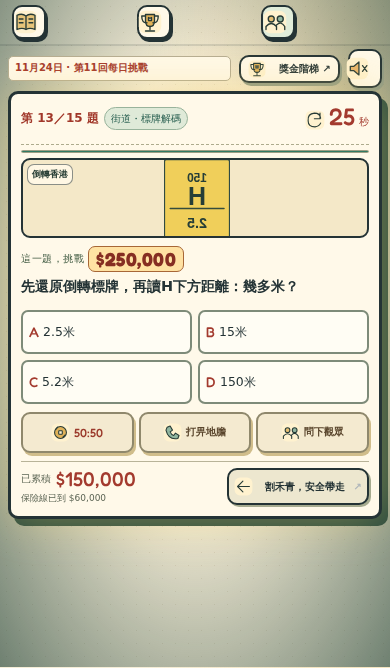 11月24日·第11回每日挑戰
獎金階梯 ↗
第 13／15 題
街道·標牌解碼
25 秒
倒轉香港
150
H
2.5
這一題，挑戰 $250,000
先還原倒轉標牌，再讀H下方距離：幾多米？
A 2.5米
B 15米
C 5.2米
D 150米
50:50
打畀地膽
問下觀眾
已累積 $150,000
保險線已到 $60,000
割禾青，安全帶走 ↗